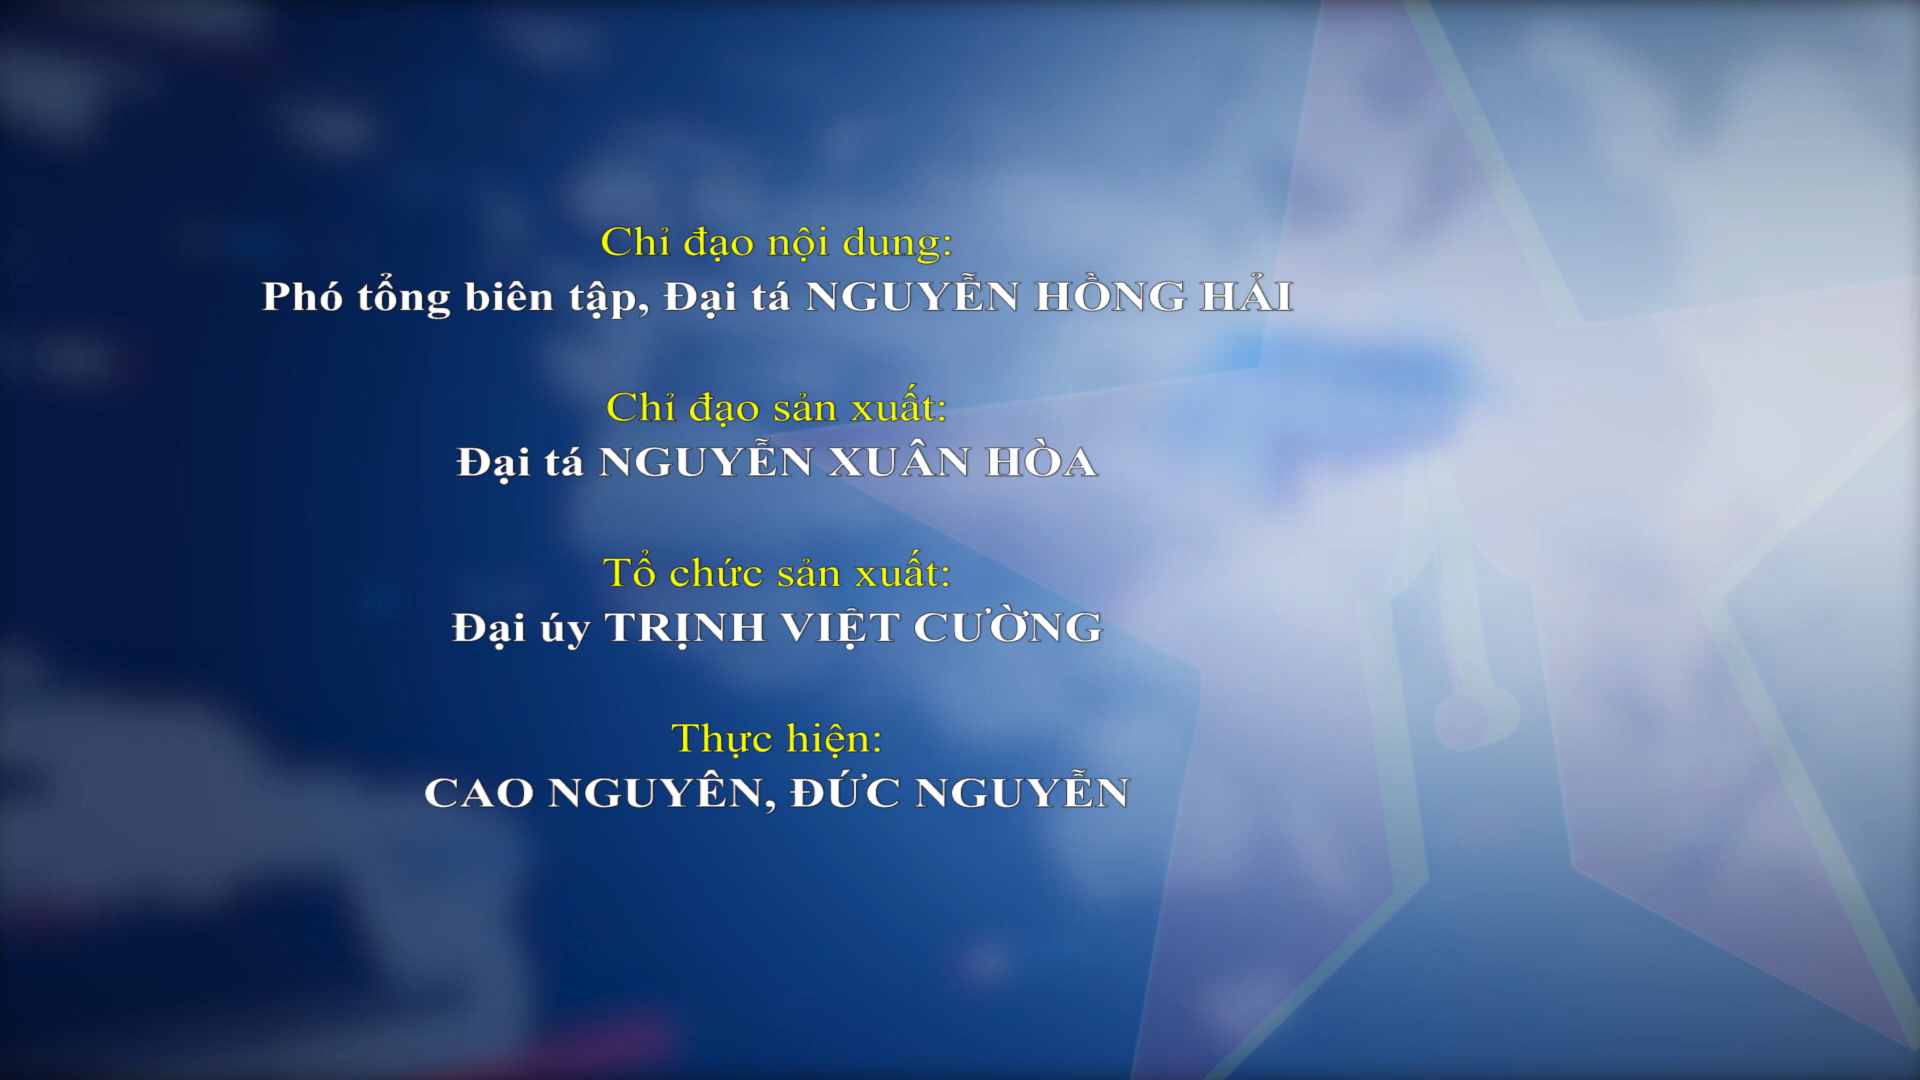 Chỉ đạo nội dung:
Phó tổng biên tập, Đại tá NGUYỄN HỒNG HẢI
Chỉ đạo sản xuất:
Đại tá NGUYỄN XUÂN HÒA
Tổ chức sản xuất:
Đại úy TRỊNH VIỆT CƯỜNG
Thực hiện:
CAO NGUYÊN, ĐỨC NGUYỄN